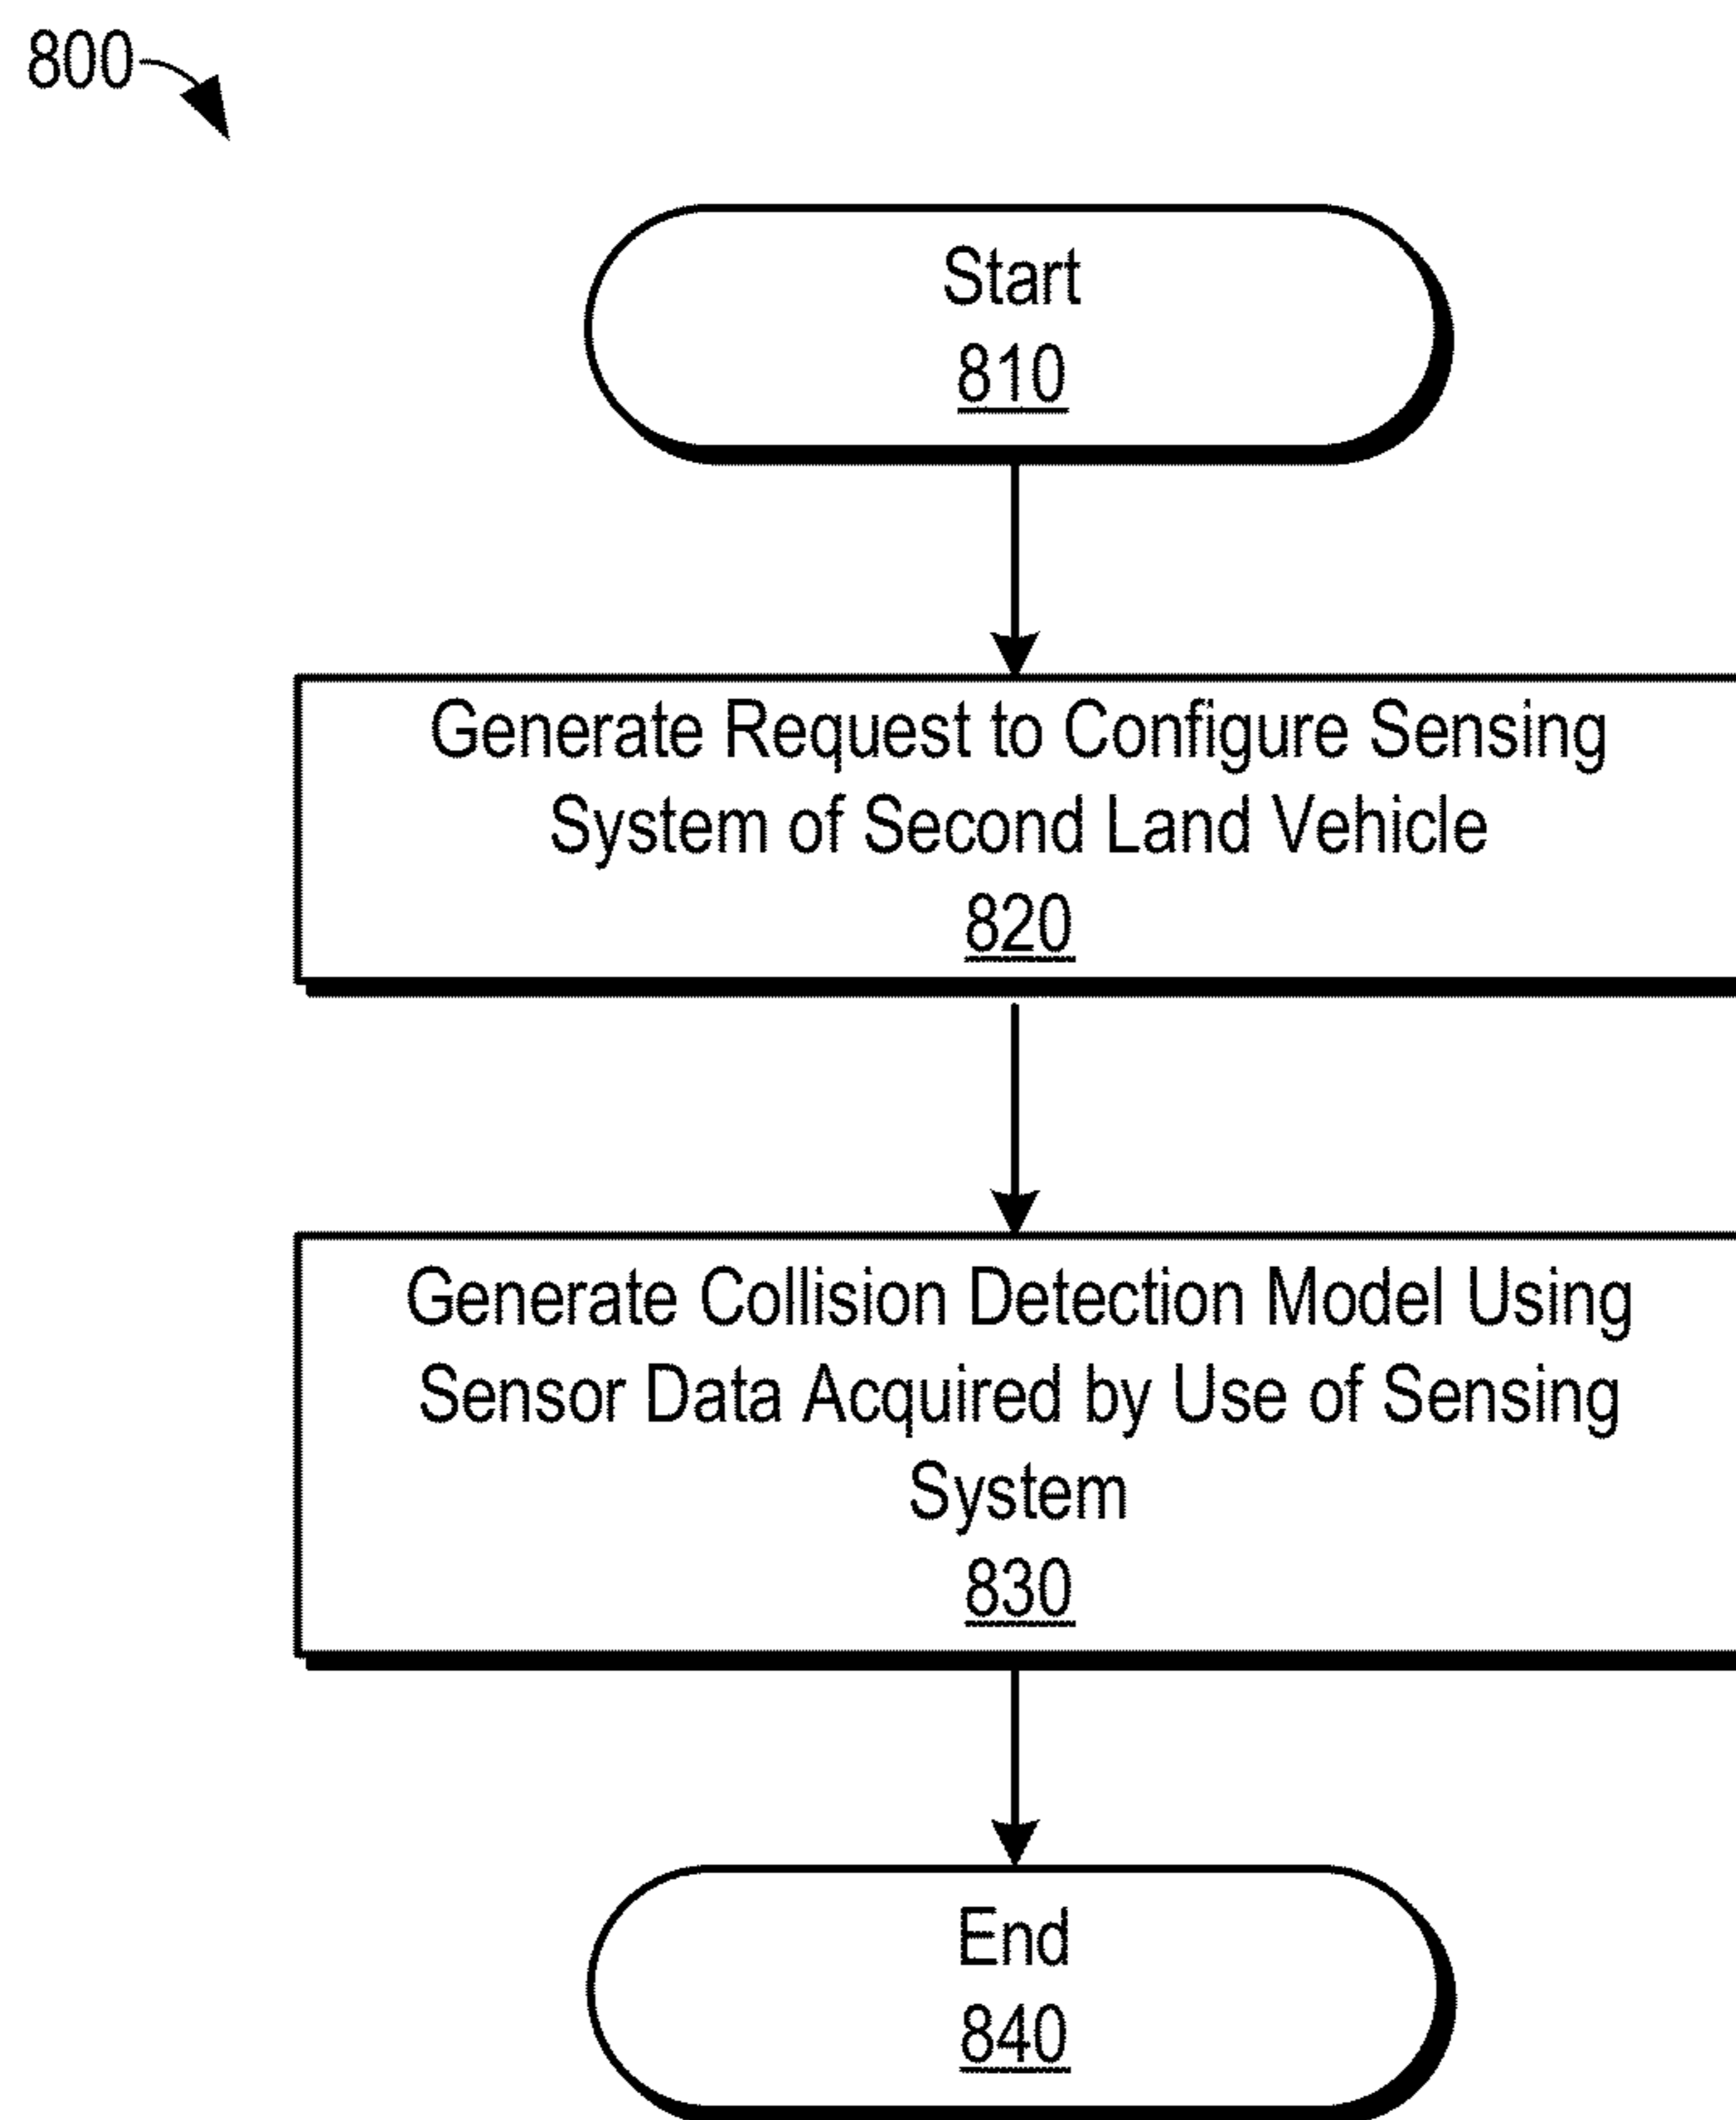 800
Start
810
Generate Request to Configure Sensing
System of Second Land Vehicle
820
Generate Collision Detection Model Using
Sensor Data Acquired by Use of Sensing
System
830
End
840